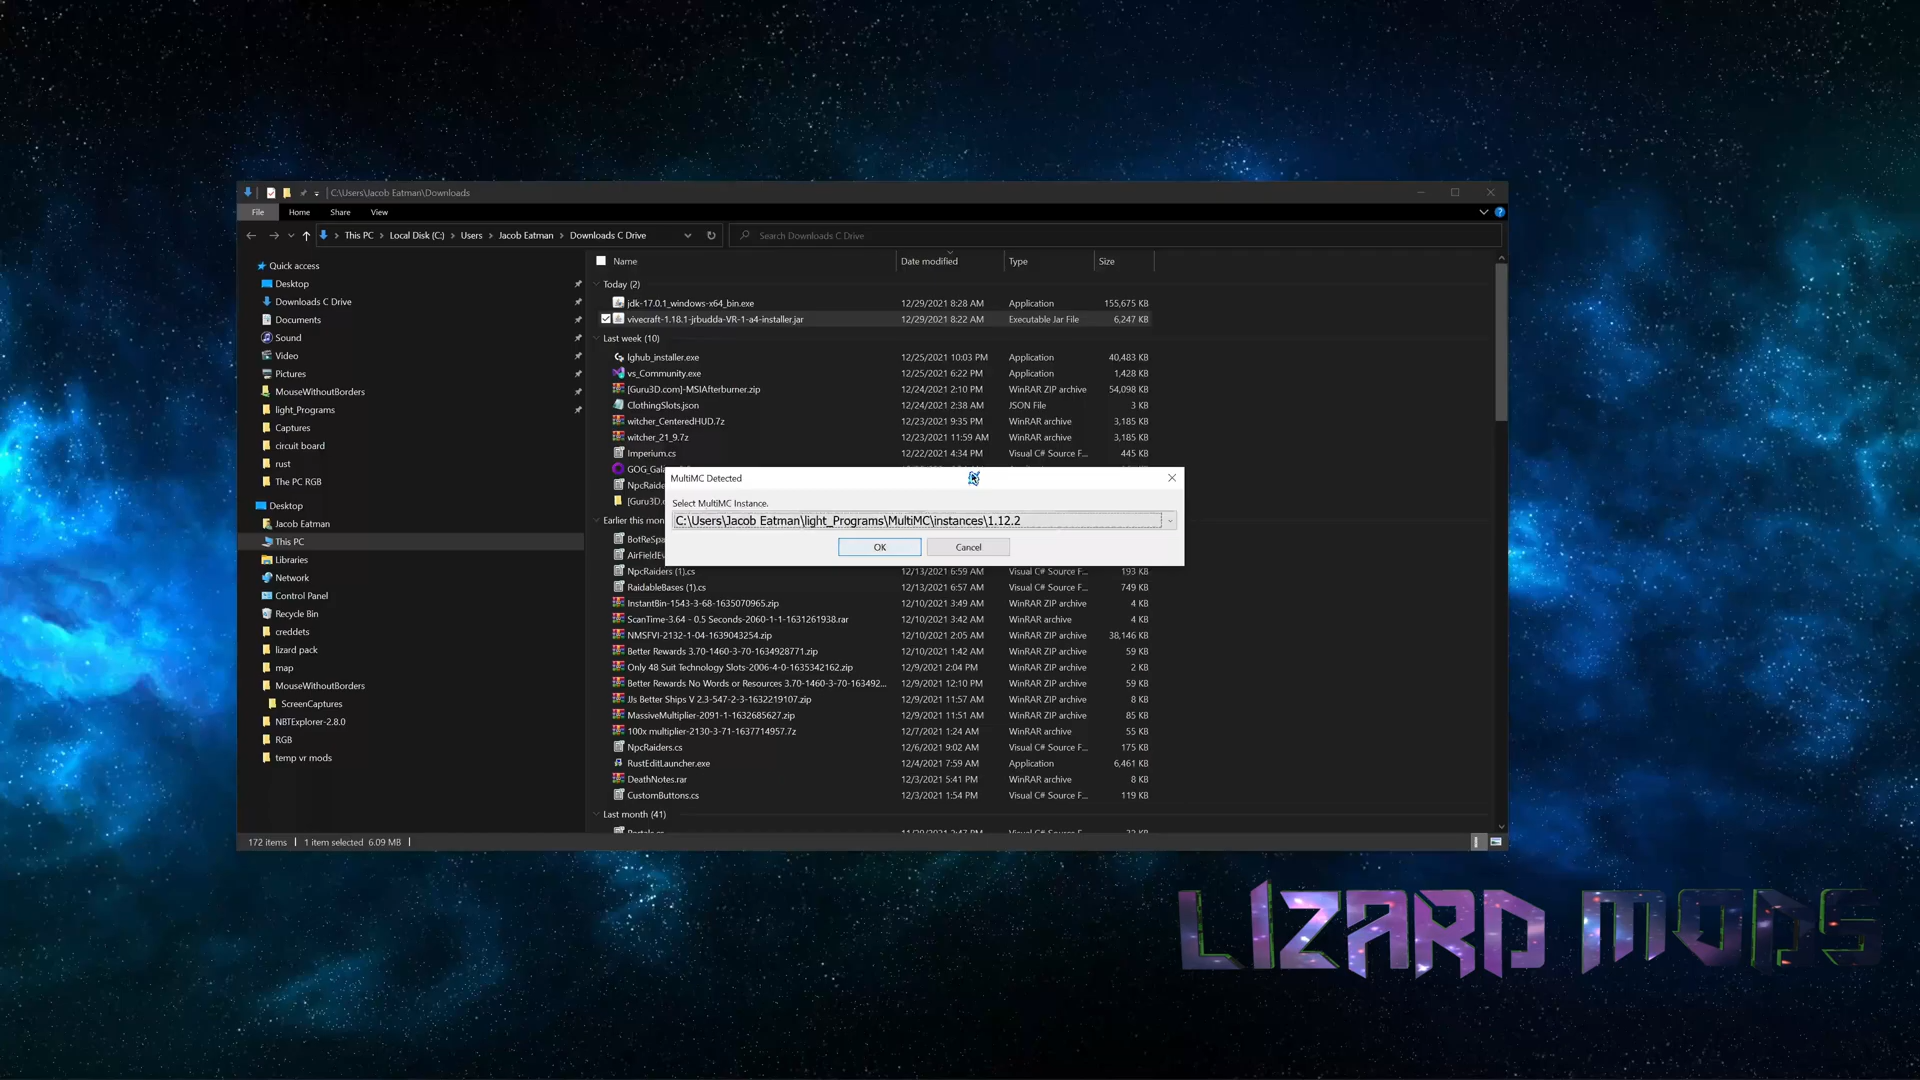 C:\Users\Jacob Eatman\Downloads
File Home Share View
This PC Local Disk (C:) Users Jacob Eatman Downloads C Drive Search Downloads C Drive
Name Date modified Type Size
Quick access
Desktop
Downloads C Drive
Documents
Sound
Video
Pictures
MouseWithoutBorders
light_Programs
Captures
circuit board
rust
The PC RGB
Desktop
Jacob Eatman
This PC
Libraries
Network
Control Panel
Recycle Bin
creddets
lizard pack
map
MouseWithoutBorders
ScreenCaptures
NBTExplorer-2.8.0
RGB
temp vr mods
Today (2)
jdk-17.0.1_windows-x64_bin.exe 12/29/2021 8:28 AM Application 155,675 KB
vivecraft-1.18.1-jrbudda-VR-1-a4-installer.jar 12/29/2021 8:22 AM Executable Jar File 6,247 KB
Last week (10)
lghub_installer.exe 12/25/2021 10:03 PM Application 40,483 KB
vs_Community.exe 12/25/2021 6:22 PM Application 1,428 KB
[Guru3D.com]-MSIAfterburner.zip 12/24/2021 2:10 PM WinRAR ZIP archive 54,098 KB
ClothingSlots.json 12/24/2021 2:38 AM JSON File 3 KB
witcher_CenteredHUD.7z 12/23/2021 9:35 PM WinRAR archive 3,185 KB
witcher_21_9.7z 12/23/2021 11:59 AM WinRAR archive 3,185 KB
Imperium.cs 12/22/2021 4:34 PM Visual C# Source F... 445 KB
GOG_Gala
NpcRaide
[Guru3D.c
MultiMC Detected
Select MultiMC Instance.
C:\Users\Jacob Eatman\light_Programs\MultiMC\instances\1.12.2
OK Cancel
Earlier this mon
BotReSpa
AirFieldEv
NpcRaiders (1).cs 12/13/2021 6:59 AM Visual C# Source F... 193 KB
RaidableBases (1).cs 12/13/2021 6:57 AM Visual C# Source F... 749 KB
InstantBin-1543-3-68-1635070965.zip 12/10/2021 3:49 AM WinRAR ZIP archive 4 KB
ScanTime-3.64 - 0.5 Seconds-2060-1-1-1631261938.rar 12/10/2021 3:42 AM WinRAR archive 4 KB
NMSFVI-2132-1-04-1639043254.zip 12/10/2021 2:05 AM WinRAR ZIP archive 38,146 KB
Better Rewards 3.70-1460-3-70-1634928771.zip 12/10/2021 1:42 AM WinRAR ZIP archive 59 KB
Only 48 Suit Technology Slots-2006-4-0-1635342162.zip 12/9/2021 2:04 PM WinRAR ZIP archive 2 KB
Better Rewards No Words or Resources 3.70-1460-3-70-163492... 12/9/2021 12:10 PM WinRAR ZIP archive 59 KB
JJs Better Ships V 2.3-547-2-3-1632219107.zip 12/9/2021 11:57 AM WinRAR ZIP archive 8 KB
MassiveMultiplier-2091-1-1632685627.zip 12/9/2021 11:51 AM WinRAR ZIP archive 85 KB
100x multiplier-2130-3-71-1637714957.7z 12/7/2021 1:24 AM WinRAR archive 55 KB
NpcRaiders.cs 12/6/2021 9:02 AM Visual C# Source F... 175 KB
RustEditLauncher.exe 12/4/2021 7:59 AM Application 6,461 KB
DeathNotes.rar 12/3/2021 5:41 PM WinRAR archive 8 KB
CustomButtons.cs 12/3/2021 1:54 PM Visual C# Source F... 119 KB
Last month (41)
172 items 1 item selected 6.09 MB
LIZARD MODS